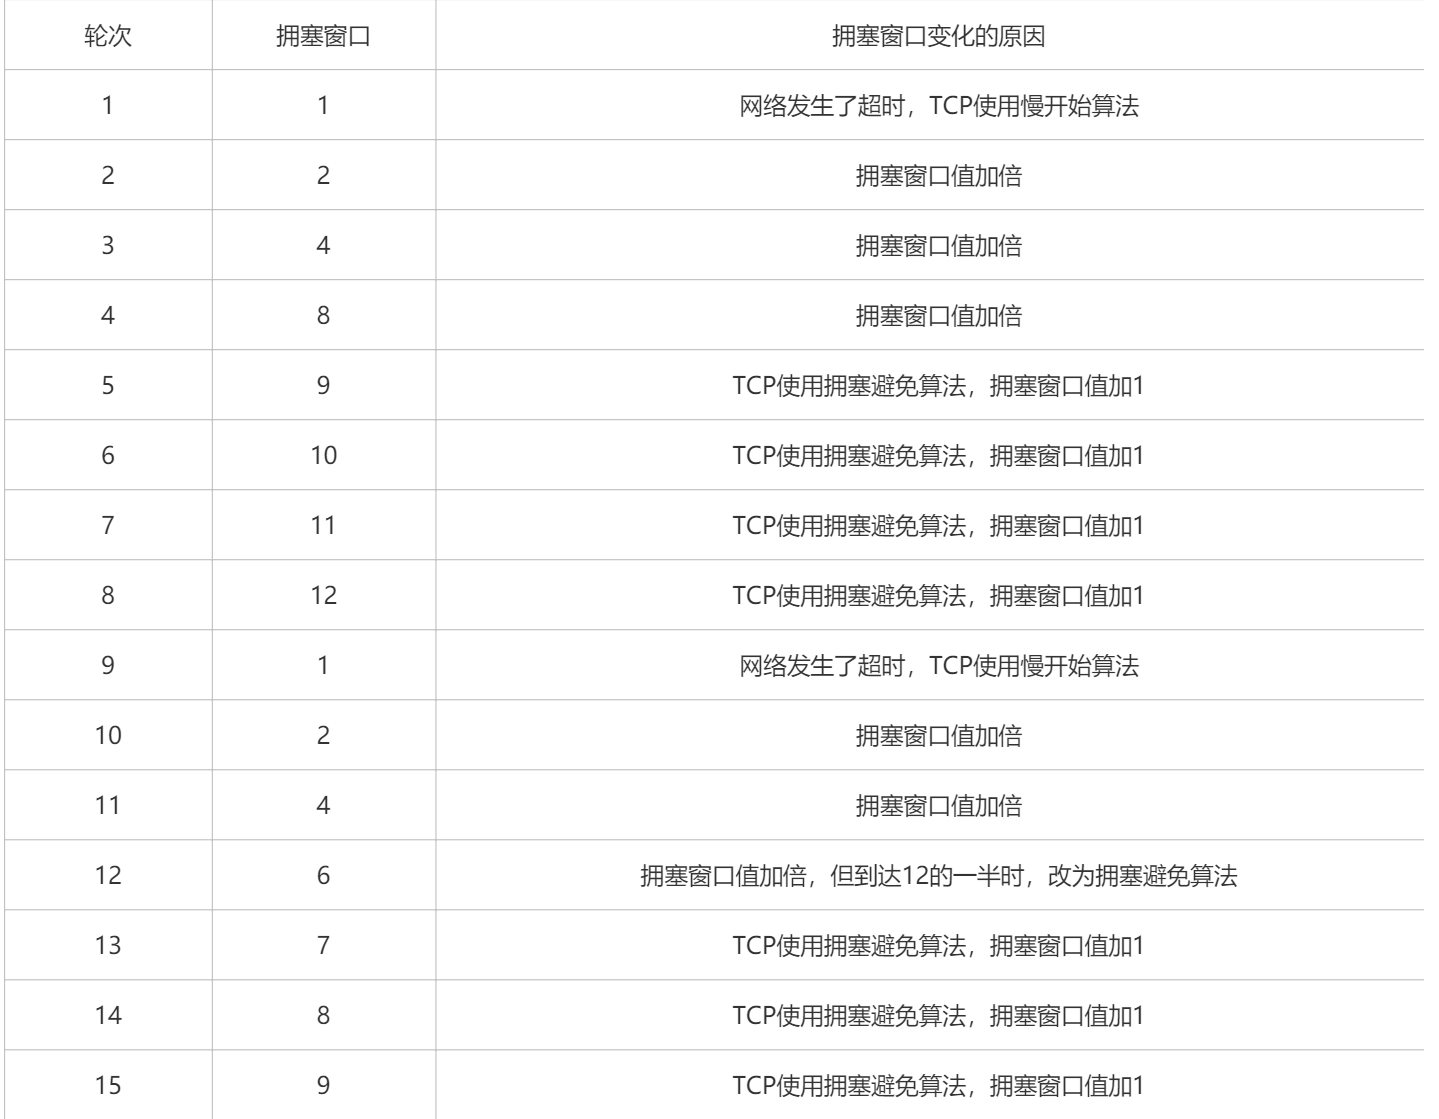 轮次 拥塞窗口 拥塞窗口变化的原因
1 1 网络发生了超时，TCP使用慢开始算法
2 2 拥塞窗口值加倍
3 4 拥塞窗口值加倍
4 8 拥塞窗口值加倍
5 9 TCP使用拥塞避免算法，拥塞窗口值加1
6 10 TCP使用拥塞避免算法，拥塞窗口值加1
7 11 TCP使用拥塞避免算法，拥塞窗口值加1
8 12 TCP使用拥塞避免算法，拥塞窗口值加1
9 1 网络发生了超时，TCP使用慢开始算法
10 2 拥塞窗口值加倍
11 4 拥塞窗口值加倍
12 6 拥塞窗口值加倍，但到达12的一半时，改为拥塞避免算法
13 7 TCP使用拥塞避免算法，拥塞窗口值加1
14 8 TCP使用拥塞避免算法，拥塞窗口值加1
15 9 TCP使用拥塞避免算法，拥塞窗口值加1